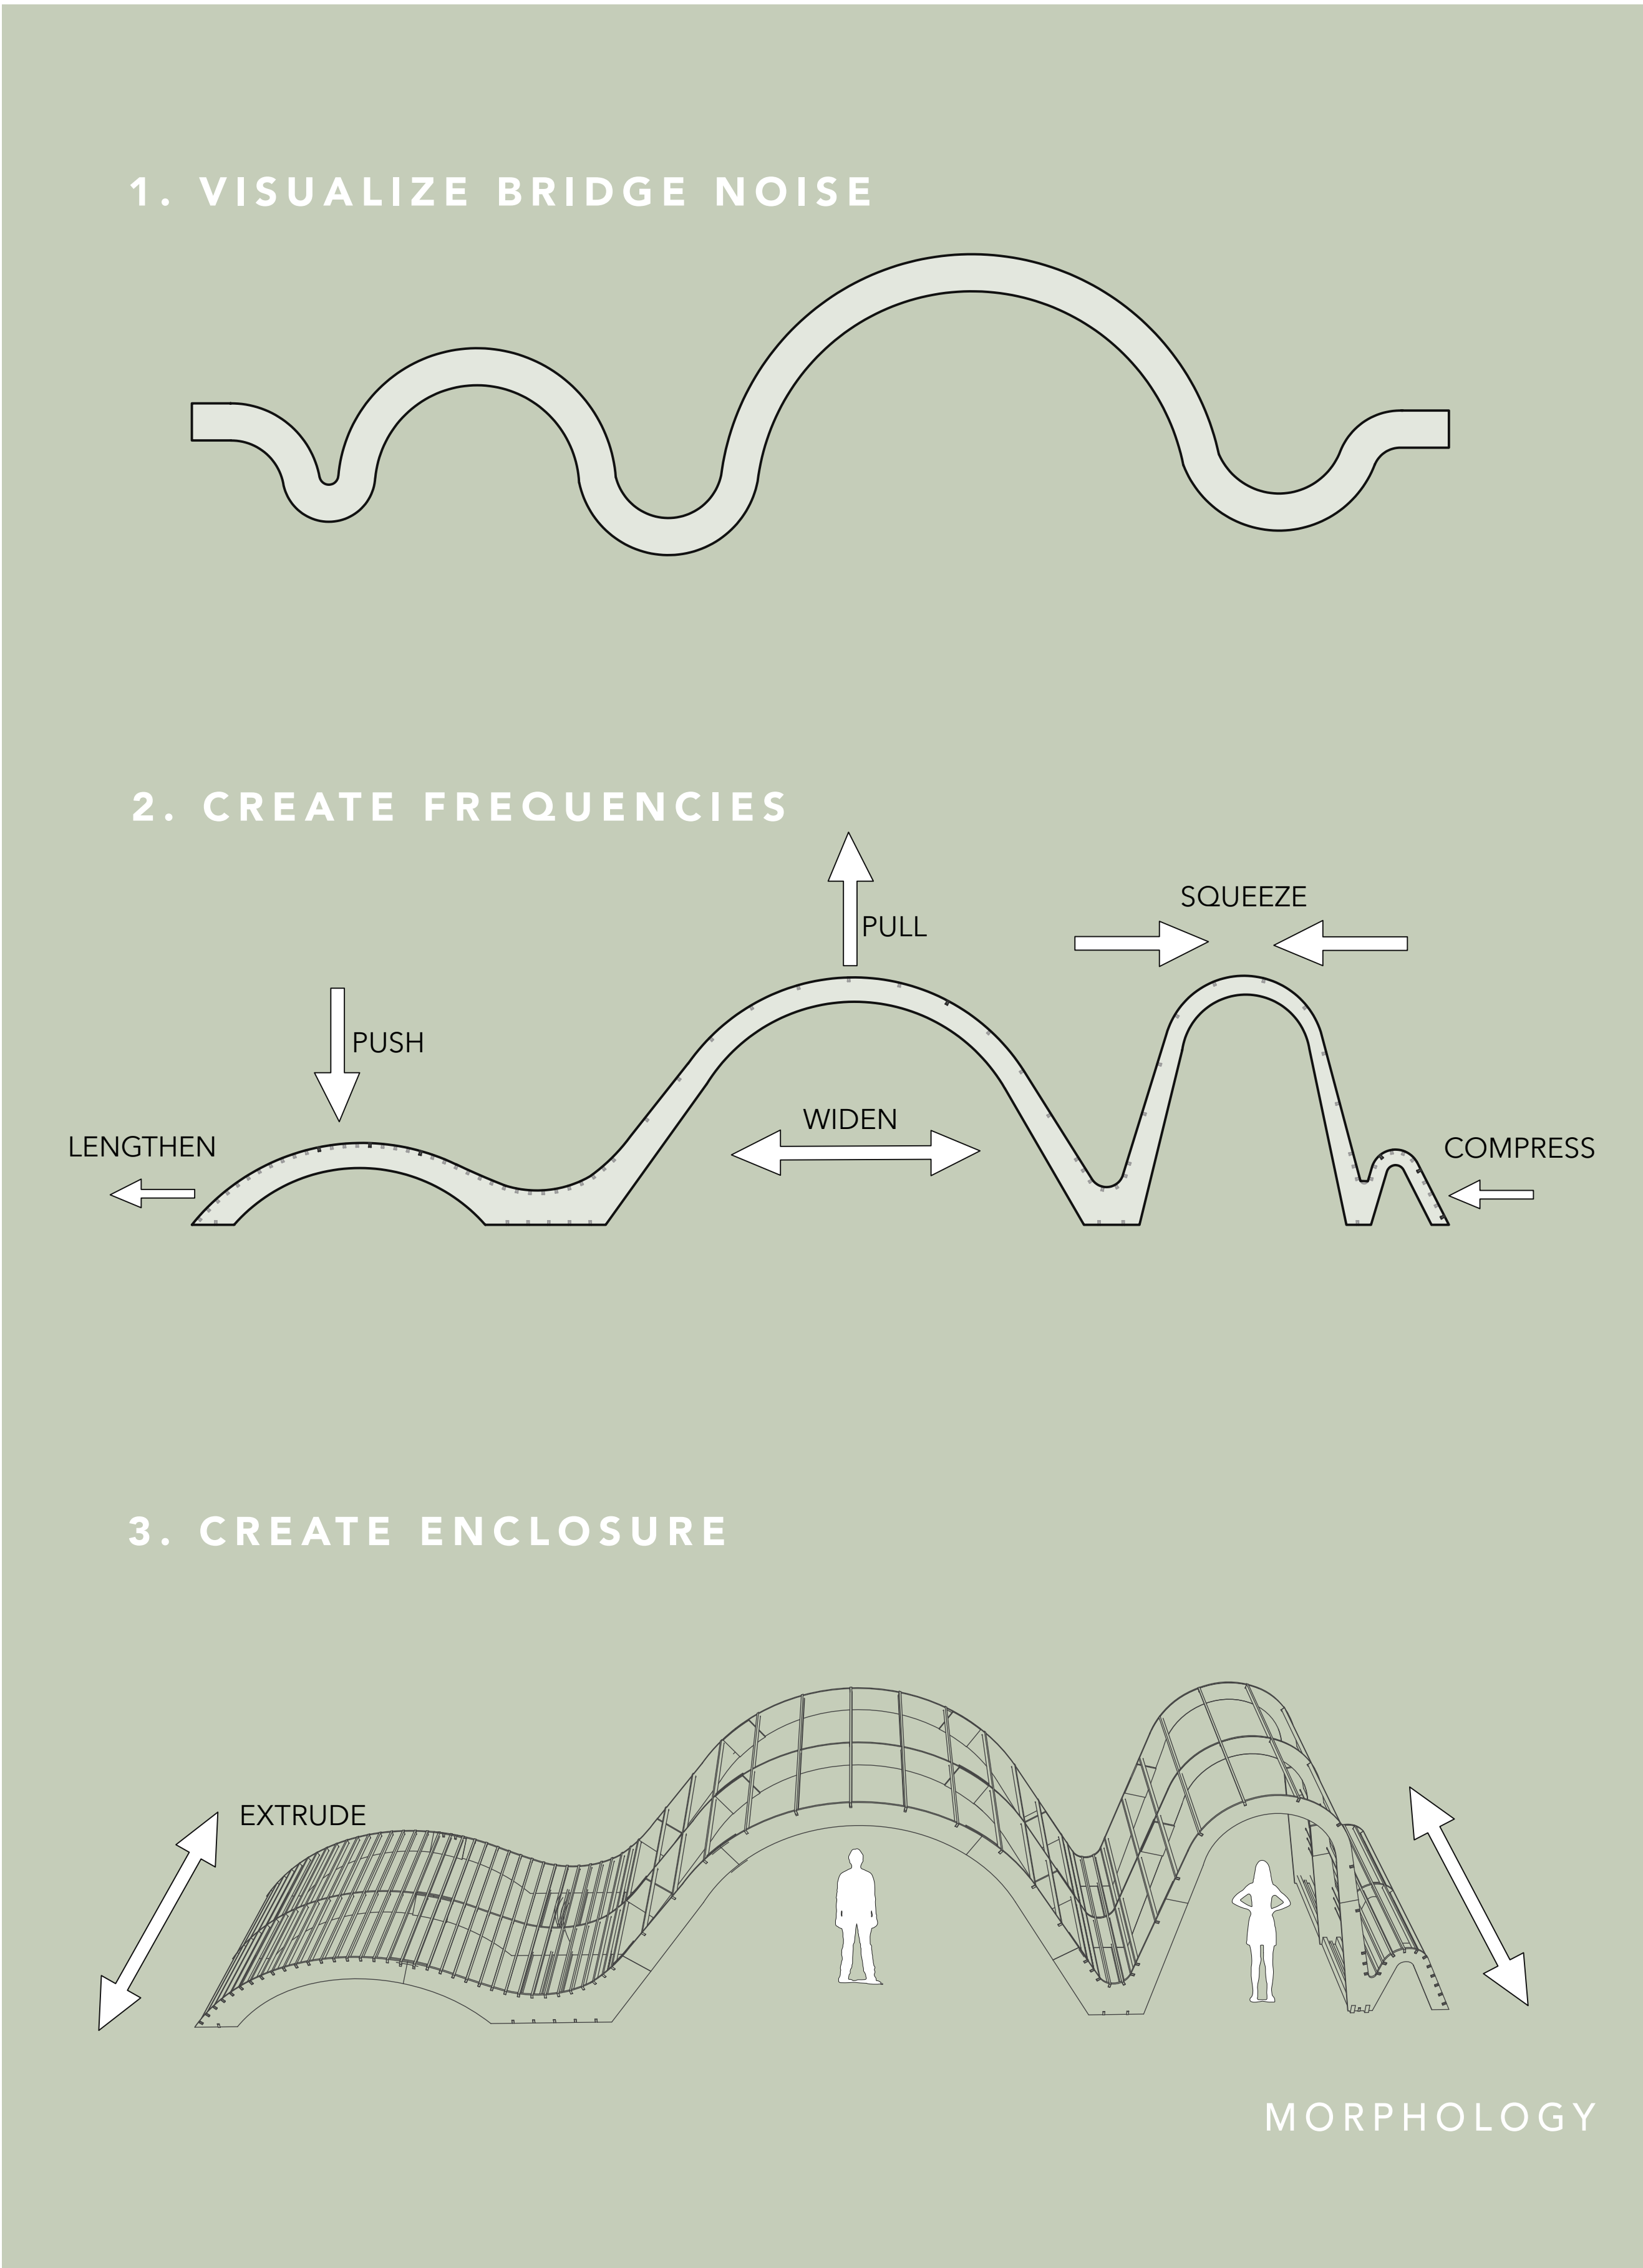 1. VISUALIZE BRIDGE NOISE
2. CREATE FREQUENCIES
PULL
SQUEEZE
PUSH
WIDEN
LENGTHEN
COMPRESS
3. CREATE ENCLOSURE
EXTRUDE
MORPHOLOGY